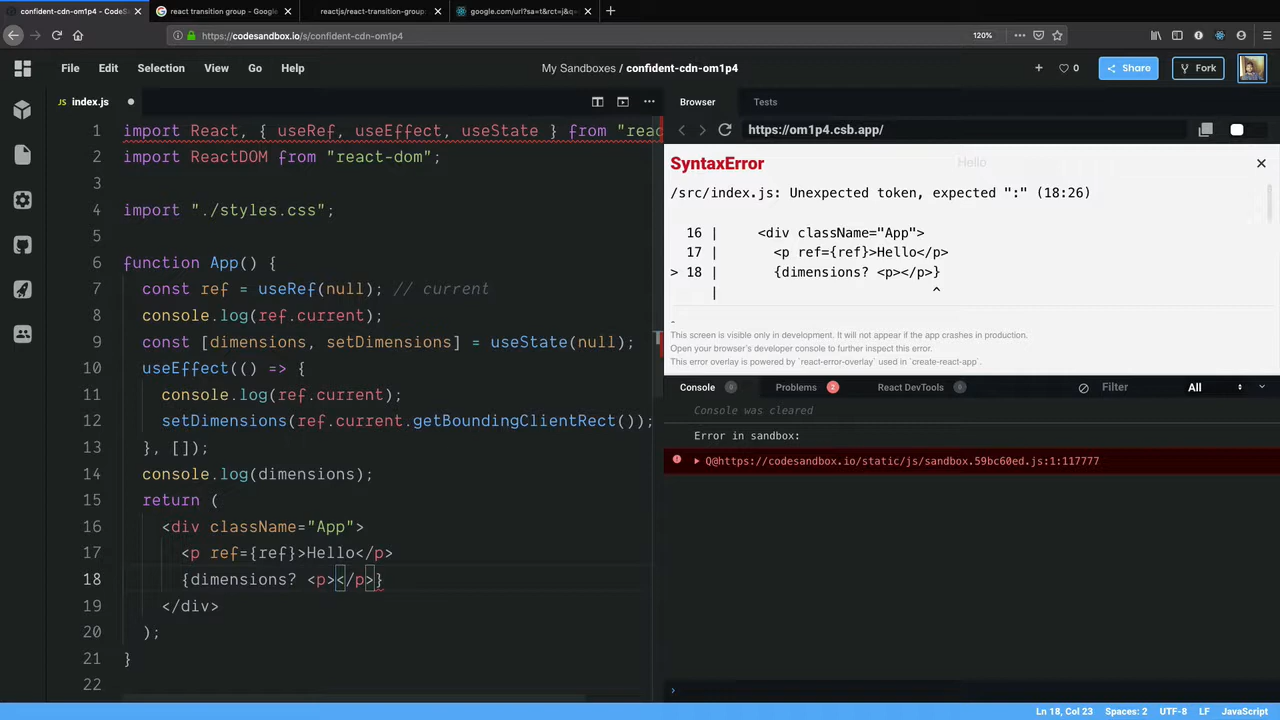 confident-cdn-om1p4 - CodeS
react transition group - Google
reactjs/react-transition-group:
google.com/url?sa=t&rct=j&q=
https://codesandbox.io/s/confident-cdn-om1p4
120%
File Edit Selection View Go Help
My Sandboxes / confident-cdn-om1p4
0
Share
Fork
JS index.js
Browser
Tests
https://om1p4.csb.app/
1 import React, { useRef, useEffect, useState } from "reac
2 import ReactDOM from "react-dom";
3
4 import "./styles.css";
5
6 function App() {
7 const ref = useRef(null); // current
8 console.log(ref.current);
9 const [dimensions, setDimensions] = useState(null);
10 useEffect(() => {
11 console.log(ref.current);
12 setDimensions(ref.current.getBoundingClientRect());
13 }, []);
14 console.log(dimensions);
15 return (
16 <div className="App">
17 <p ref={ref}>Hello</p>
18 {dimensions? <p></p>}
19 </div>
20 );
21 }
22
SyntaxError
Hello
/src/index.js: Unexpected token, expected ":" (18:26)
16 | <div className="App">
17 | <p ref={ref}>Hello</p>
> 18 | {dimensions? <p></p>}
| ^
This screen is visible only in development. It will not appear if the app crashes in production.
Open your browser's developer console to further inspect this error.
This error overlay is powered by `react-error-overlay` used in `create-react-app`.
Console 0 Problems 2 React DevTools 0 Filter All
Console was cleared
Error in sandbox:
Q@https://codesandbox.io/static/js/sandbox.59bc60ed.js:1:117777
Ln 18, Col 23 Spaces: 2 UTF-8 LF JavaScript